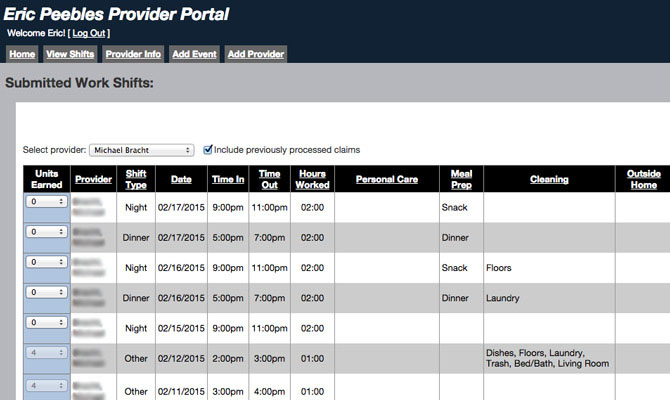 Eric Peebles Provider Portal
Welcome Eric! [ Log Out ]
Home View Shifts Provider Info Add Event Add Provider
Submitted Work Shifts:
Select provider: Michael Bracht Include previously processed claims
Units Earned Provider Shift Type Date Time In Time Out Hours Worked Personal Care Meal Prep Cleaning Outside Home
0 Night 02/17/2015 9:00pm 11:00pm 02:00 Snack
0 Dinner 02/17/2015 5:00pm 7:00pm 02:00 Dinner
0 Night 02/16/2015 9:00pm 11:00pm 02:00 Snack Floors
0 Dinner 02/16/2015 5:00pm 7:00pm 02:00 Dinner Laundry
0 Night 02/15/2015 9:00pm 11:00pm 02:00
4 Other 02/12/2015 2:00pm 3:00pm 01:00 Dishes, Floors, Laundry,
Trash, Bed/Bath, Living Room
4 Other 02/11/2015 3:00pm 4:00pm 01:00